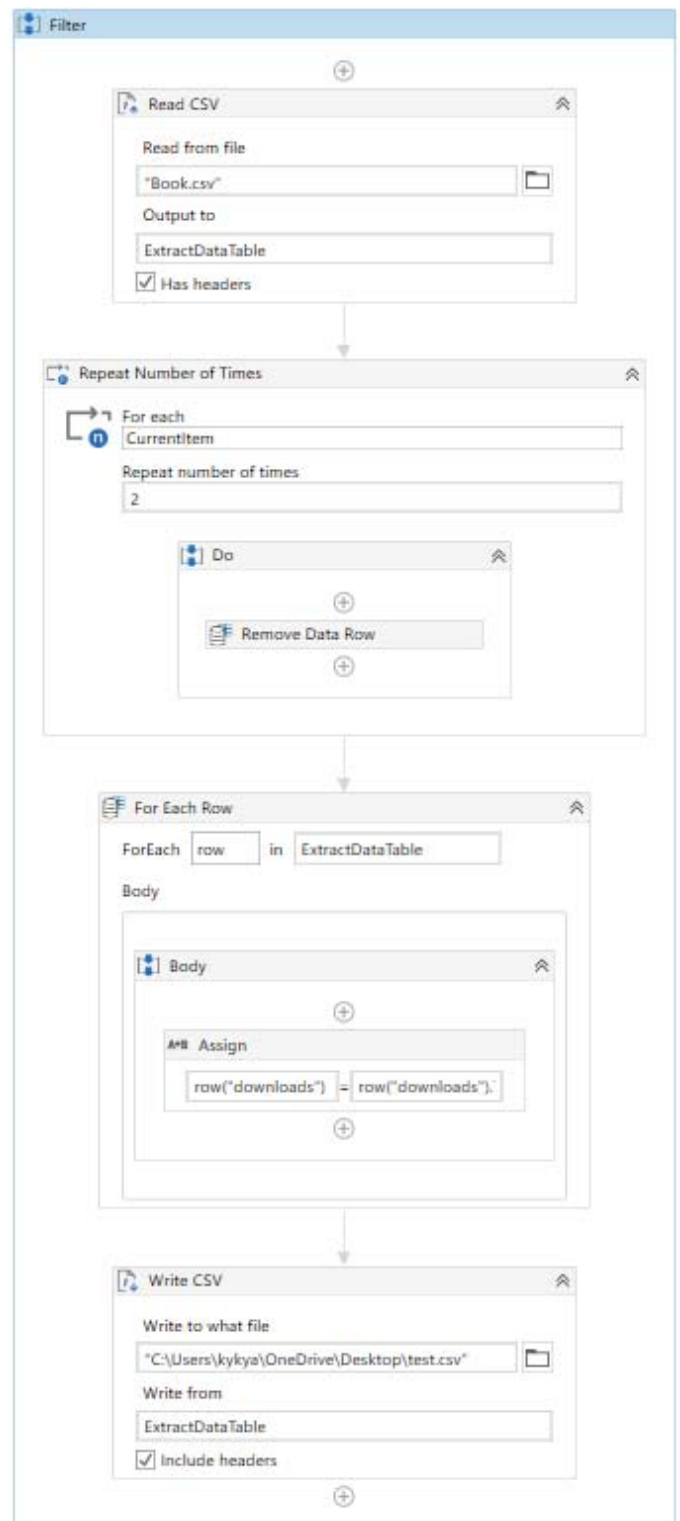 Filter
Read CSV
Read from file
"Book.csv"
Output to
ExtractDataTable
Has headers
Repeat Number of Times
For each
n CurrentItem
Repeat number of times
2
Do
Remove Data Row
For Each Row
ForEach row in ExtractDataTable
Body
Body
A*B Assign
row("downloads") = row("downloads").
Write CSV
Write to what file
"C:\Users\kykya\OneDrive\Desktop\test.csv"
Write from
ExtractDataTable
Include headers